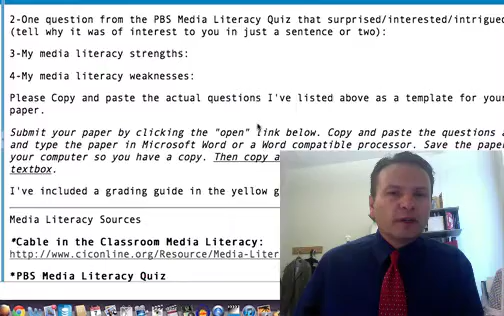 2-One question from the PBS Media Literacy Quiz that surprised/interested/intrigued
(tell why it was of interest to you in just a sentence or two):
3-My media literacy strengths:
4-My media literacy weaknesses:
Please Copy and paste the actual questions I've listed above as a template for your
paper.
Submit your paper by clicking the "open" link below. Copy and paste the questions
and type the paper in Microsoft Word or a Word compatible processor. Save the paper
your computer so you have a copy. Then copy a
textbox.
I've included a grading guide in the yellow g
Media Literacy Sources
*Cable in the Classroom Media Literacy:
http://www.ciconline.org/Resource/Media-Liter
*PBS Media Literacy Quiz